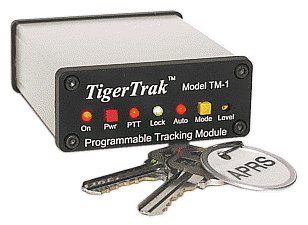 TigerTrak™ Model TM-1
On Pwr PTT Lock Auto Mode Level
Programmable Tracking Module
APRS